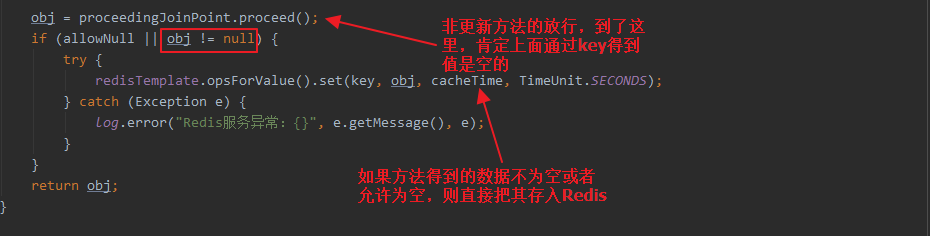 obj = proceedingJoinPoint.proceed();
if (allowNull || obj != null) {
try {
redisTemplate.opsForValue().set(key, obj, cacheTime, TimeUnit.SECONDS);
} catch (Exception e) {
log.error("Redis服务异常: {}", e.getMessage(), e);
}
}
return obj;
}
非更新方法的放行，到了这
里，肯定上面通过key得到
值是空的
如果方法得到的数据不为空或者
允许为空，则直接把其存入Redis